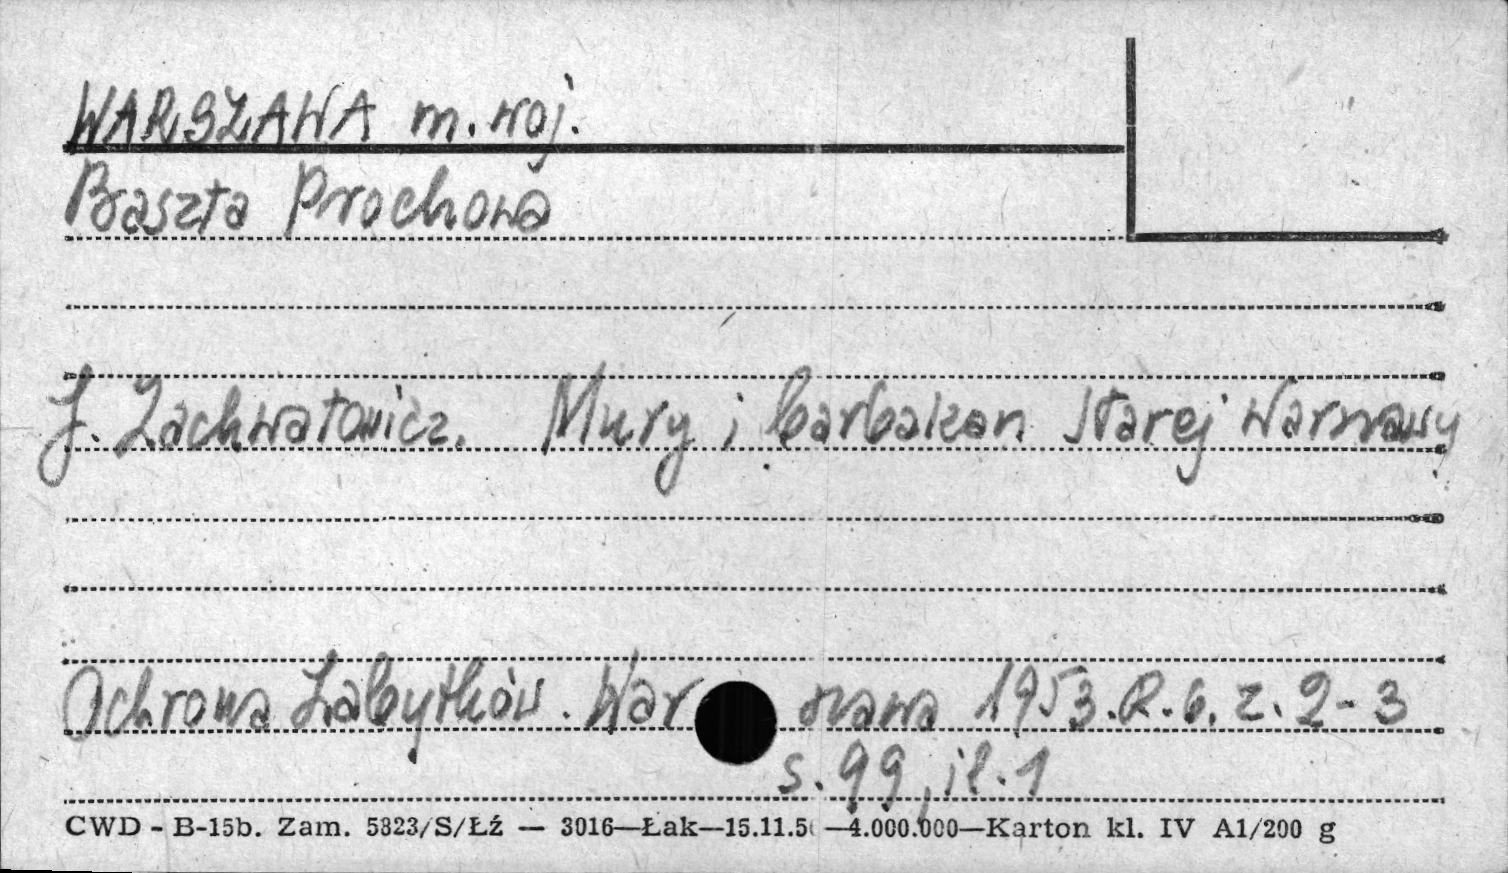 WARSZAWA m. woj.
Baszta Prochowa
J. Zachwatowicz. Mury i barbakan Starej Warszawy
Ochrona Zabytków. War szawa 1953. R. 6. z. 2-3
s. 99, il. 1
CWD - B-15b. Zam. 5823/S/Łź — 3016—Łak—15.11.5 —4.000.000—Karton kl. IV A1/200 g